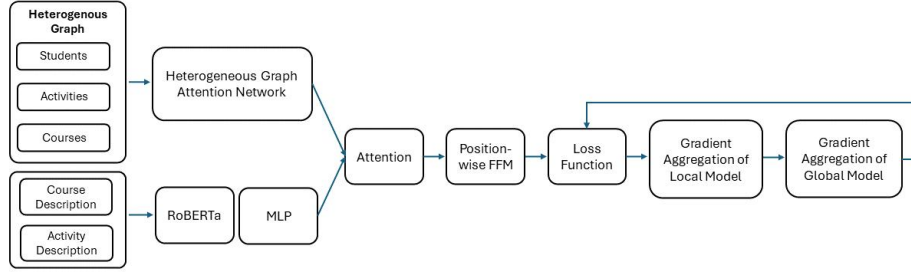 Heterogenous
Graph
Students
Activities
Courses
Course
Description
Activity
Description
Heterogeneous Graph
Attention Network
RoBERTa
MLP
Attention
Position-
wise FFM
Loss
Function
Gradient
Aggregation of
Local Model
Gradient
Aggregation of
Global Model